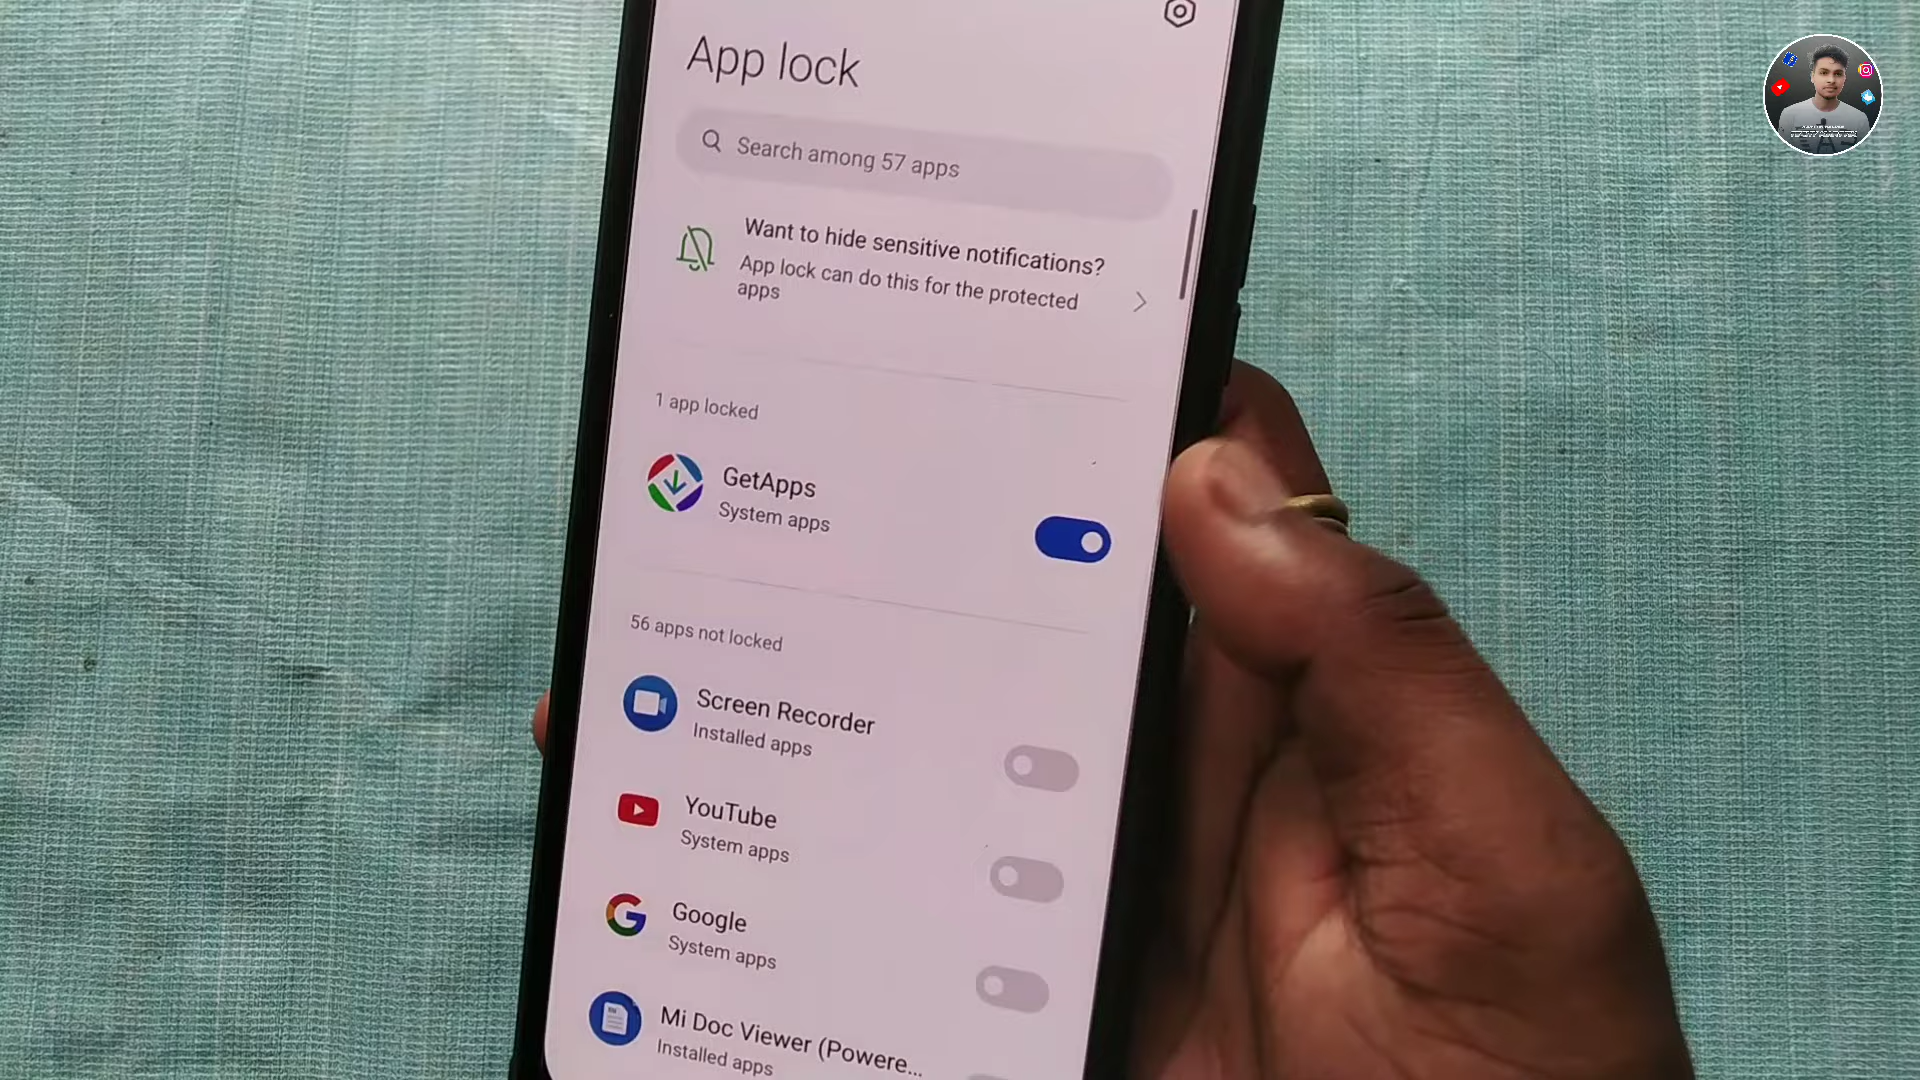 App lock
Search among 57 apps
Want to hide sensitive notifications?
App lock can do this for the protected
apps
1 app locked
GetApps
System apps
56 apps not locked
Screen Recorder
Installed apps
YouTube
System apps
Google
System apps
Mi Doc Viewer (Powere...
Installed apps